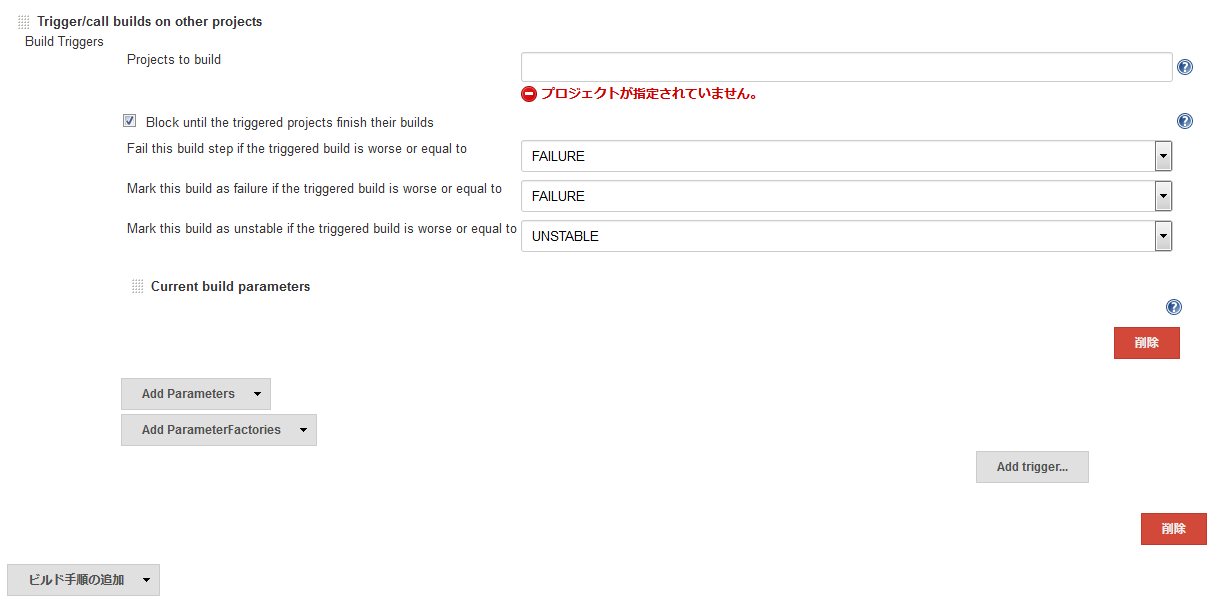 Trigger/call builds on other projects
Build Triggers
Projects to build
プロジェクトが指定されていません。
Block until the triggered projects finish their builds
Fail this build step if the triggered build is worse or equal to
FAILURE
Mark this build as failure if the triggered build is worse or equal to
FAILURE
Mark this build as unstable if the triggered build is worse or equal to
UNSTABLE
Current build parameters
削除
Add Parameters
Add ParameterFactories
Add trigger...
削除
ビルド手順の追加